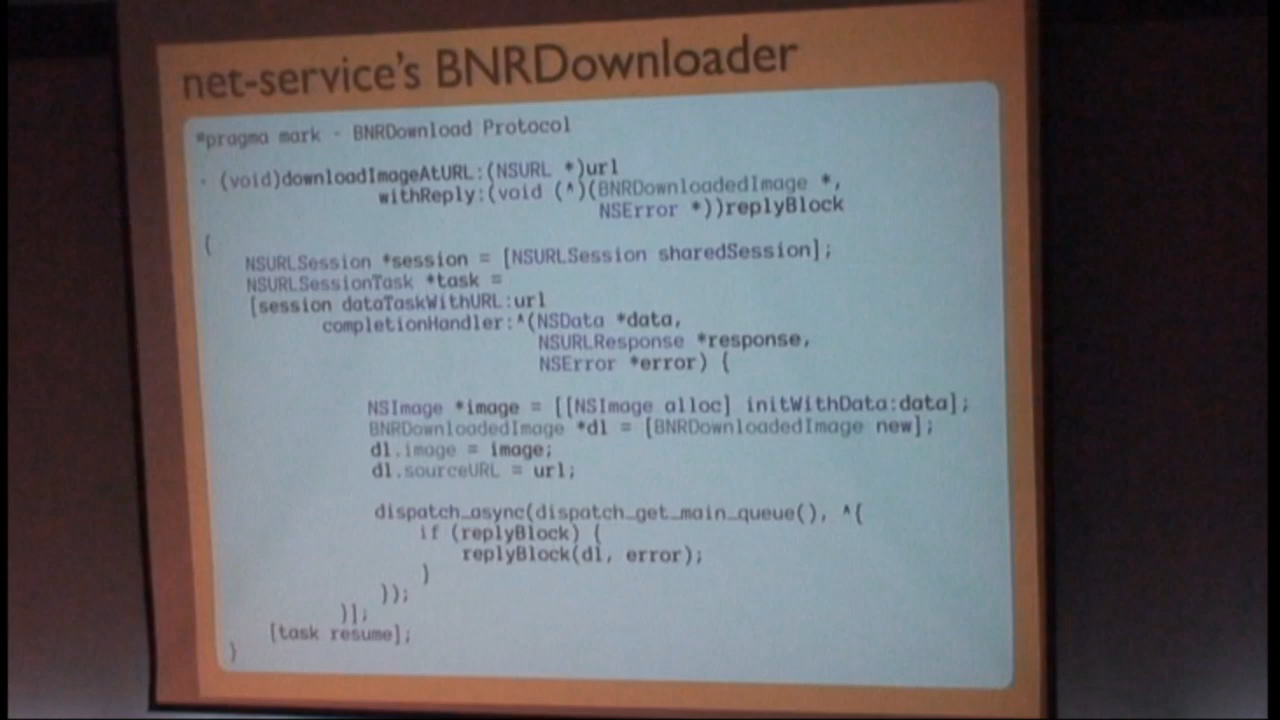 net-service's BNRDownloader
#pragma mark - BNRDownload Protocol
- (void)downloadImageAtURL:(NSURL *)url
withReply:(void (^)(BNRDownloadedImage *,
NSError *))replyBlock
{
NSURLSession *session = [NSURLSession sharedSession];
NSURLSessionTask *task =
[session dataTaskWithURL:url
completionHandler:^(NSData *data,
NSURLResponse *response,
NSError *error) {
NSImage *image = [[NSImage alloc] initWithData:data];
BNRDownloadedImage *dl = [BNRDownloadedImage new];
dl.image = image;
dl.sourceURL = url;
dispatch_async(dispatch_get_main_queue(), ^{
if (replyBlock) {
replyBlock(dl, error);
}
});
}];
[task resume];
}